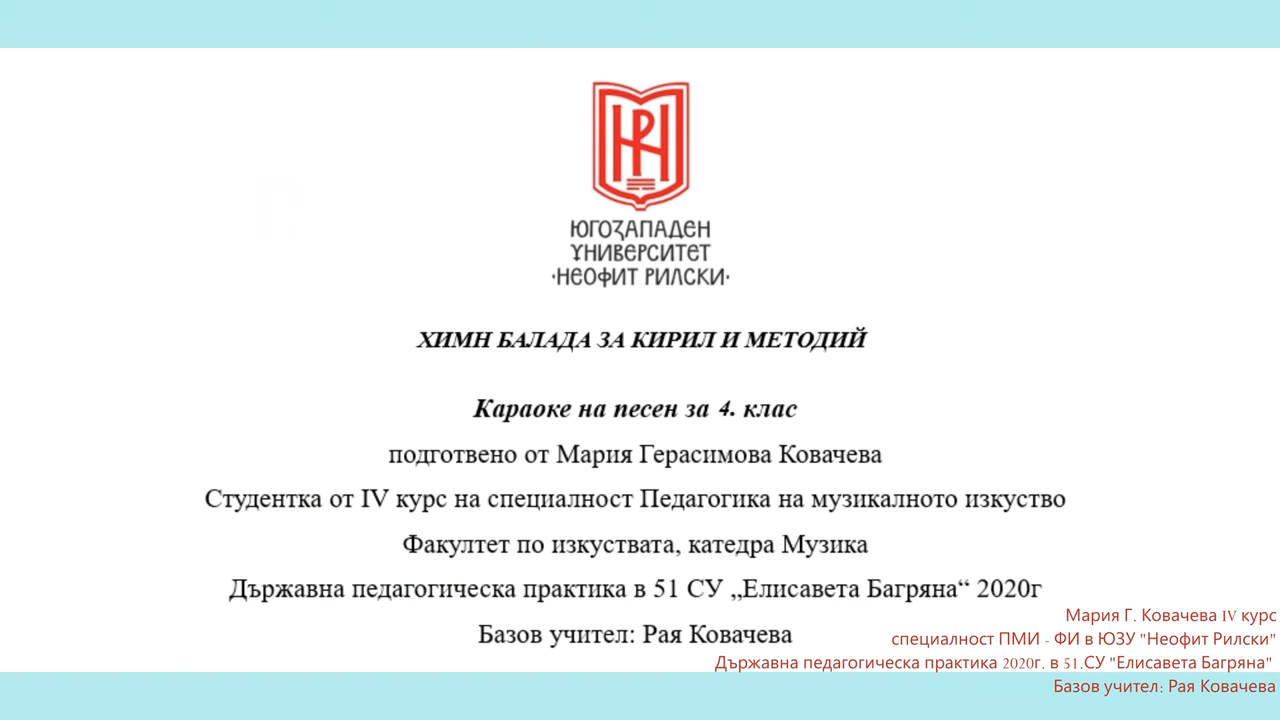 ЮГОЗАПАДЕН
УНИВЕРСИТЕТ
·НЕОФИТ РИЛСКИ·
ХИМН БАЛАДА ЗА КИРИЛ И МЕТОДИЙ
Караоке на песен за 4. клас
подготвено от Мария Герасимова Ковачева
Студентка от IV курс на специалност Педагогика на музикалното изкуство
Факултет по изкуствата, катедра Музика
Държавна педагогическа практика в 51 СУ „Елисавета Багряна“ 2020г
Базов учител: Рая Ковачева
Мария Г. Ковачева IV курс
специалност ПМИ - ФИ в ЮЗУ "Неофит Рилски"
Държавна педагогическа практика 2020г. в 51.СУ "Елисавета Багряна"
Базов учител: Рая Ковачева